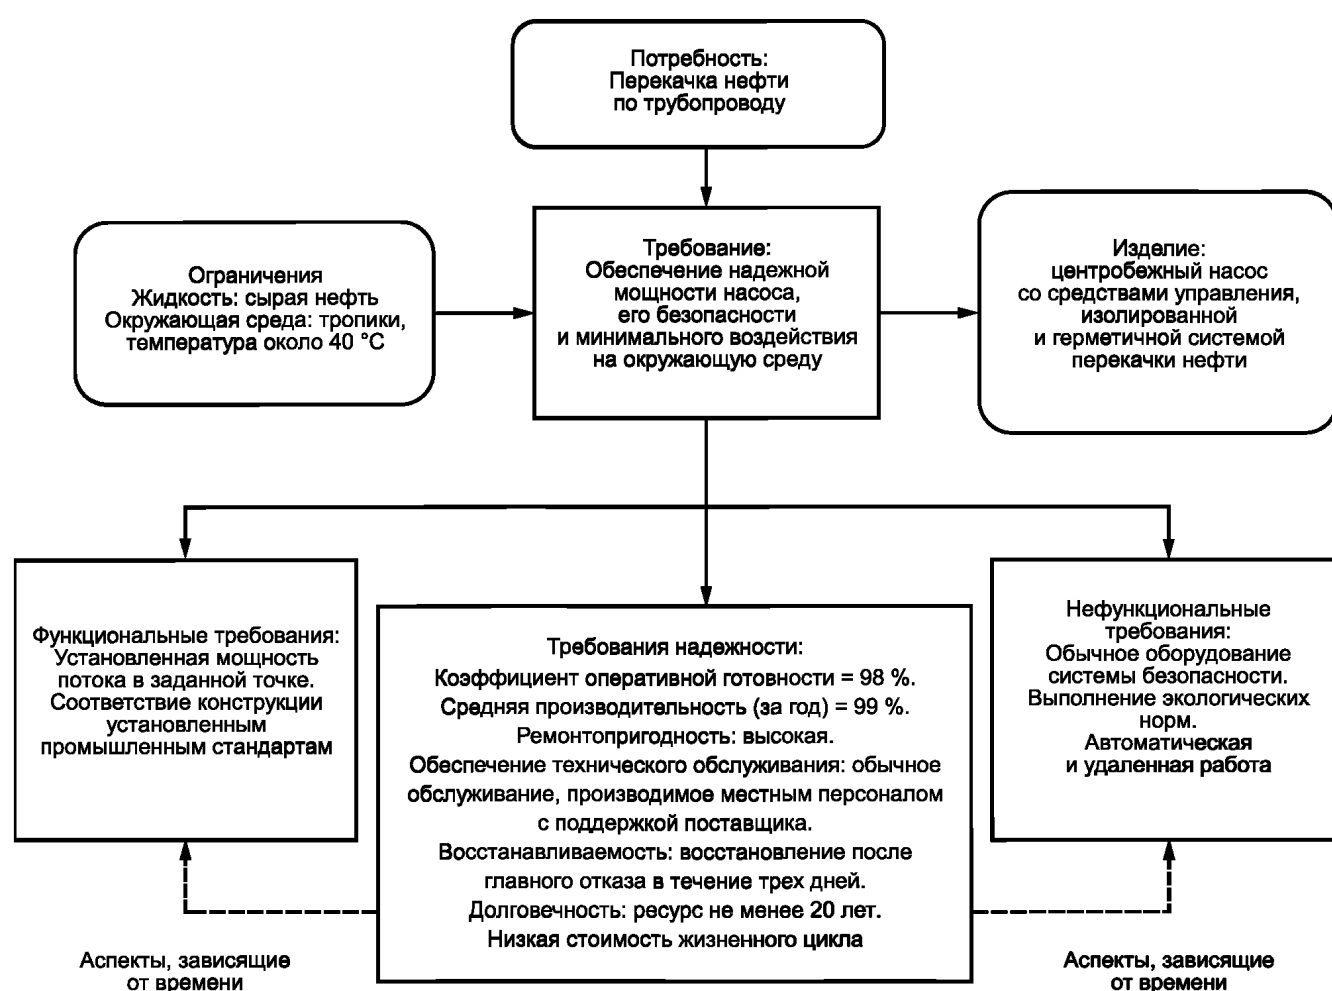 Потребность:
Перекачка нефти
по трубопроводу
Ограничения
Жидкость: сырая нефть
Окружающая среда: тропики,
температура около 40 °C
Требование:
Обеспечение надежной
мощности насоса,
его безопасности
и минимального воздействия
на окружающую среду
Изделие:
центробежный насос
со средствами управления,
изолированной
и герметичной системой
перекачки нефти
Функциональные требования:
Установленная мощность
потока в заданной точке.
Соответствие конструкции
установленным
промышленным стандартам
Требования надежности:
Коэффициент оперативной готовности = 98 %.
Средняя производительность (за год) = 99 %.
Ремонтопригодность: высокая.
Обеспечение технического обслуживания: обычное
обслуживание, производимое местным персоналом
с поддержкой поставщика.
Восстанавливаемость: восстановление после
главного отказа в течение трех дней.
Долговечность: ресурс не менее 20 лет.
Низкая стоимость жизненного цикла
Нефункциональные
требования:
Обычное оборудование
системы безопасности.
Выполнение экологических
норм.
Автоматическая
и удаленная работа
Аспекты, зависящие
от времени
Аспекты, зависящие
от времени